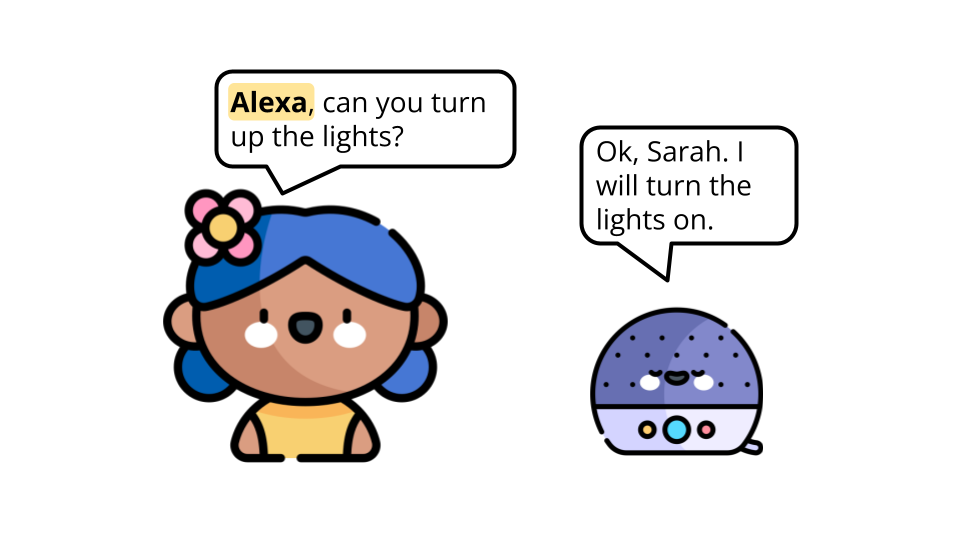 Alexa, can you turn
up the lights?
Ok, Sarah. I
will turn the
lights on.